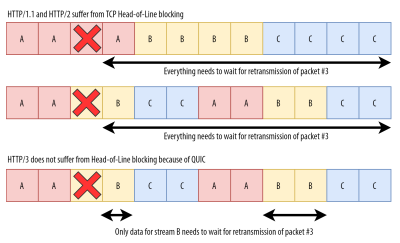 HTTP/1.1 and HTTP/2 suffer from TCP Head-of-Line blocking
A A A B B B B C C C C
Everything needs to wait for retransmission of packet #3
A A B C C A A B B C C
Everything needs to wait for retransmission of packet #3
HTTP/3 does not suffer from Head-of-Line blocking because of QUIC
A A B C C A A B B C C
Only data for stream B needs to wait for retransmission of packet #3